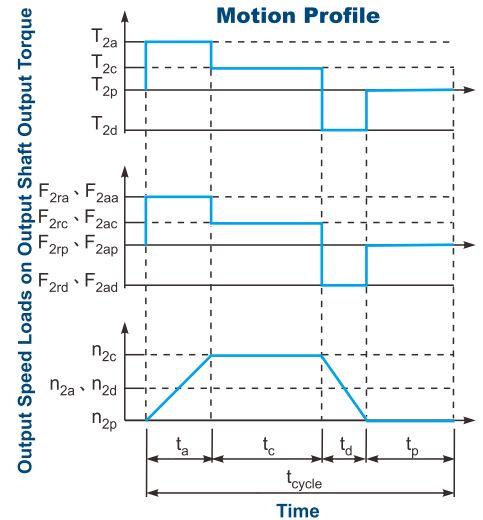 Motion Profile
Output Speed Loads on Output Shaft Output Torque
T2a
T2c
T2p
T2d
F2ra、F2aa
F2rc、F2ac
F2rp、F2ap
F2rd、F2ad
n2c
n2a、n2d
n2p
ta
tc
td
tp
tcycle
Time